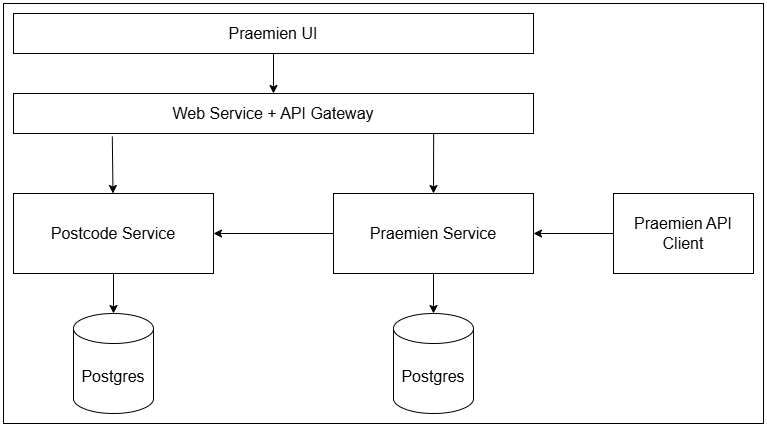 Praemien UI
Web Service + API Gateway
Postcode Service
Praemien Service
Praemien API
Client
Postgres
Postgres